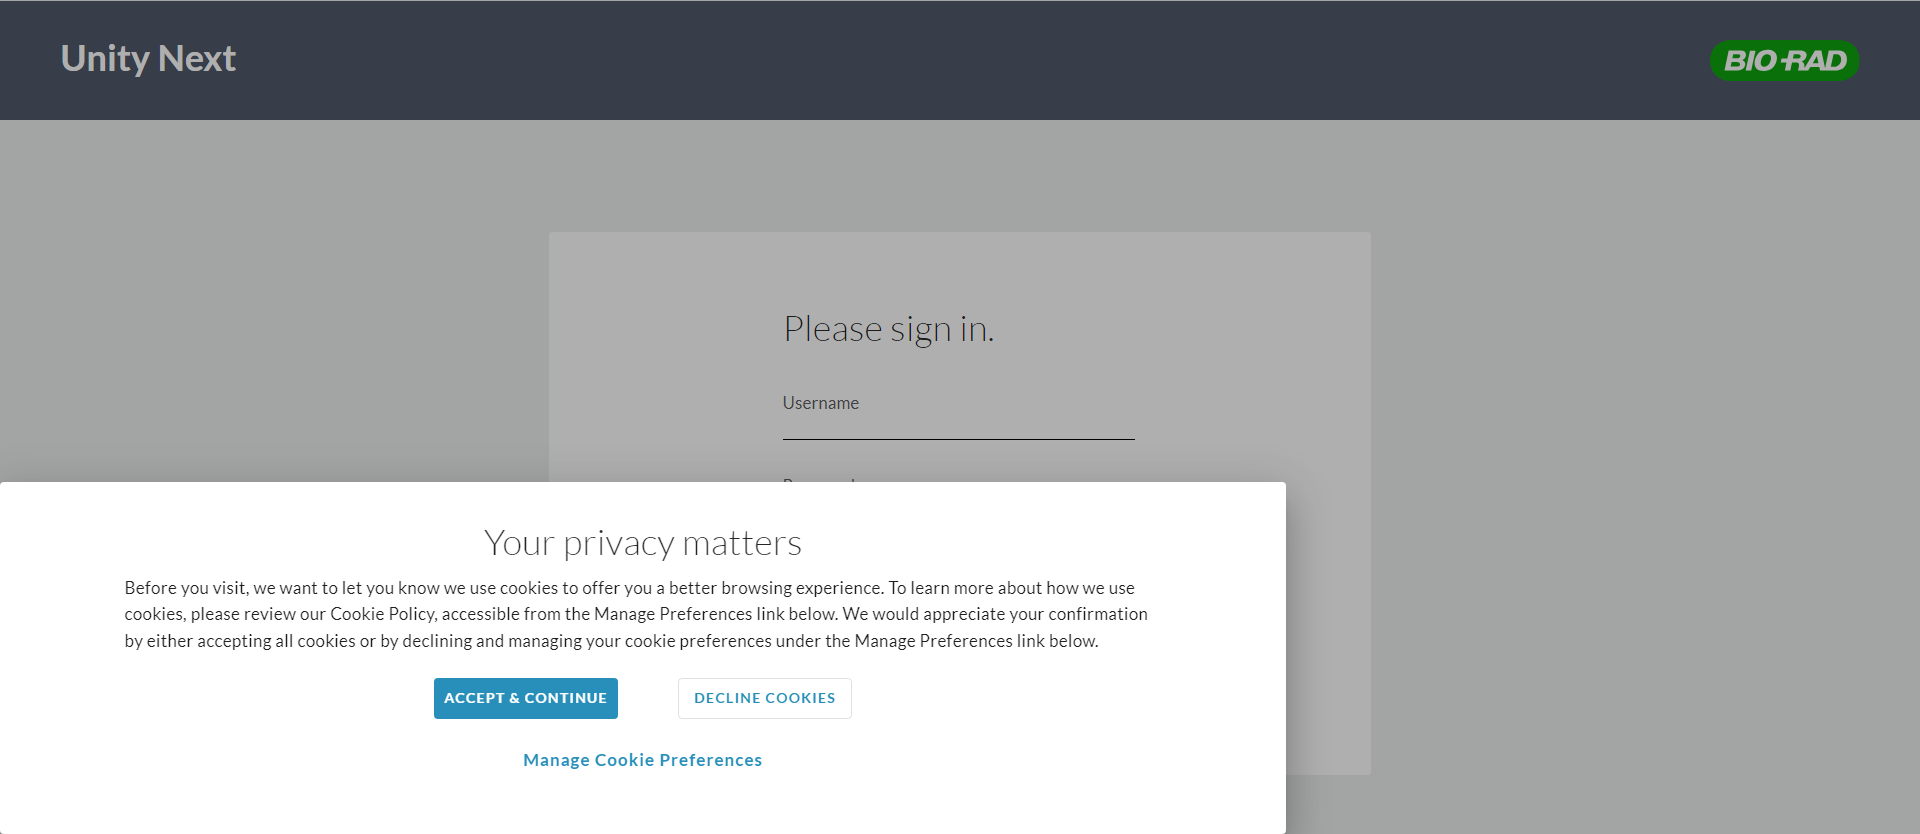 Unity Next
BIO-RAD
Please sign in.
Username
Your privacy matters
Before you visit, we want to let you know we use cookies to offer you a better browsing experience. To learn more about how we use
cookies, please review our Cookie Policy, accessible from the Manage Preferences link below. We would appreciate your confirmation
by either accepting all cookies or by declining and managing your cookie preferences under the Manage Preferences link below.
ACCEPT & CONTINUE
DECLINE COOKIES
Manage Cookie Preferences